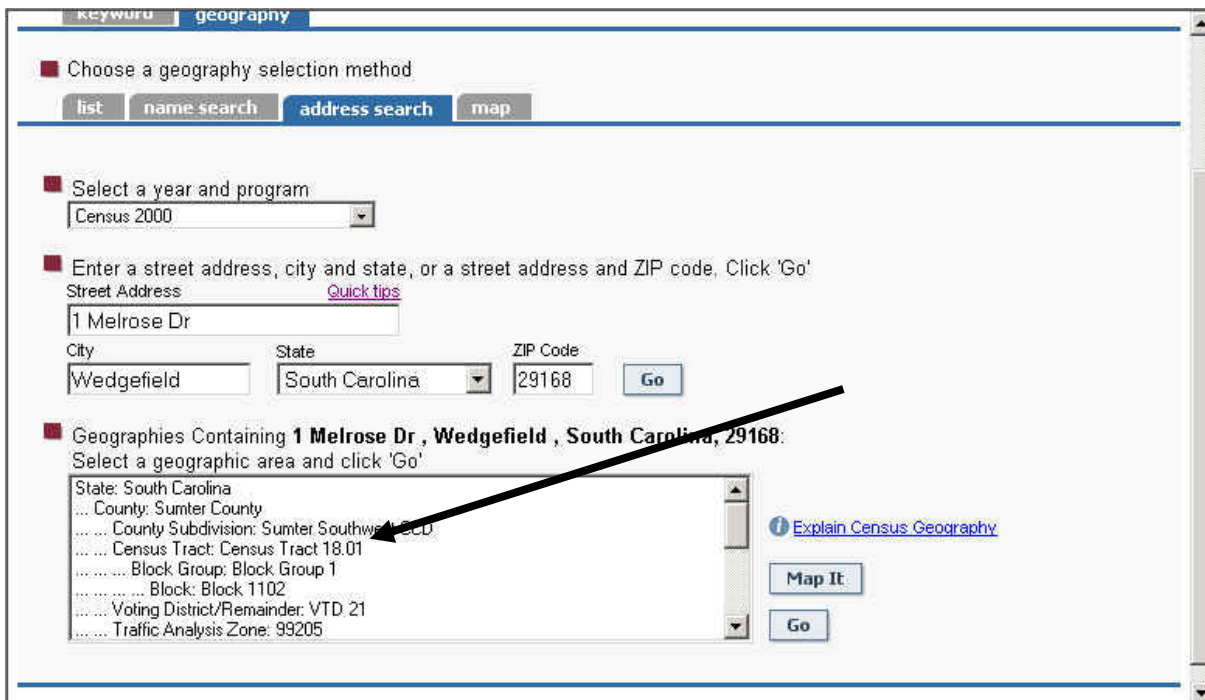 keyword geography
Choose a geography selection method
list name search address search map
Select a year and program
Census 2000
Enter a street address, city and state, or a street address and ZIP code. Click 'Go'
Street Address Quick tips
1 Melrose Dr
City State ZIP Code
Wedgefield South Carolina 29168 Go
Geographies Containing 1 Melrose Dr , Wedgefield , South Carolina, 29168:
Select a geographic area and click 'Go'
State: South Carolina
... County: Sumter County
... ... County Subdivision: Sumter Southwest CCD
... ... Census Tract: Census Tract 18.01
... ... ... Block Group: Block Group 1
... ... ... ... Block: Block 1102
... ... Voting District/Remainder: VTD 21
... ... Traffic Analysis Zone: 99205
Explain Census Geography
Map It
Go